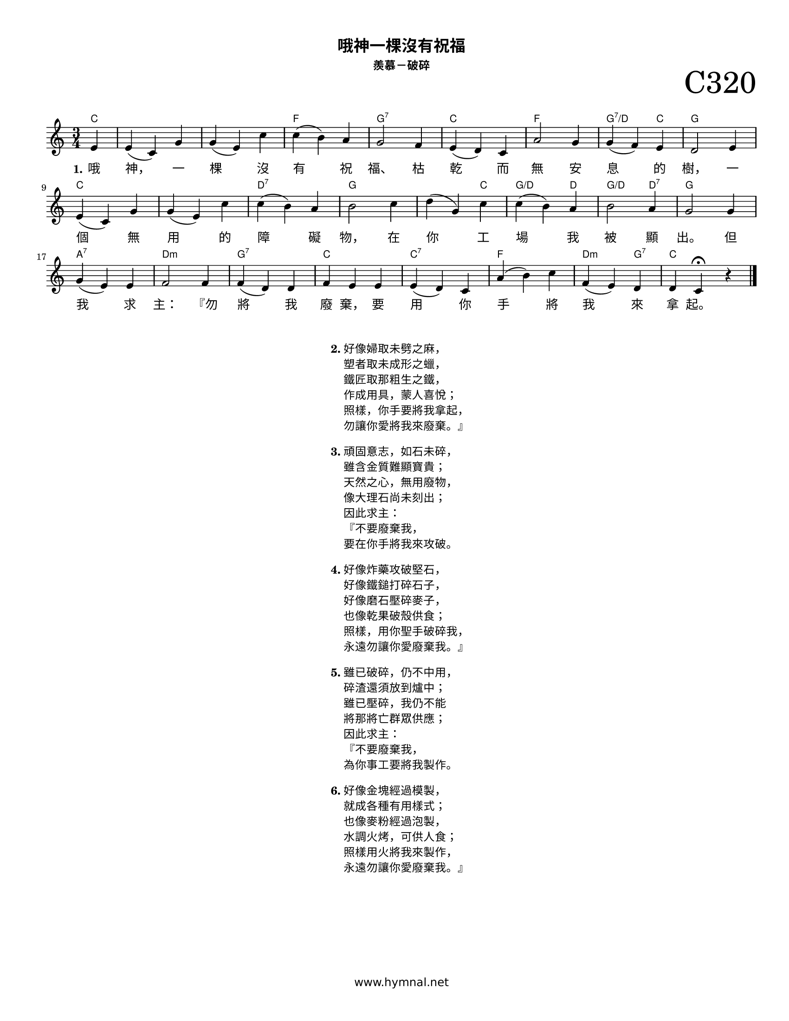 哦神一棵沒有祝福
羨慕－破碎
C320
C F G7 C F G7/D C G
3/4
1. 哦 神， 一 棵 沒 有 祝 福、 枯 乾 而 無 安 息 的 樹， 一
9 C D7 G C G/D D G/D D7 G
個 無 用 的 障 礙 物， 在 你 工 場 我 被 顯 出。 但
17 A7 Dm G7 C C7 F Dm G7 C
我 求 主： 『勿 將 我 廢 棄， 要 用 你 手 將 我 來 拿 起。
2. 好像婦取未劈之麻，
塑者取未成形之蠟，
鐵匠取那粗生之鐵，
作成用具，蒙人喜悅；
照樣，你手要將我拿起，
勿讓你愛將我來廢棄。』
3. 頑固意志，如石未碎，
雖含金質難顯寶貴；
天然之心，無用廢物，
像大理石尚未刻出；
因此求主：
『不要廢棄我，
要在你手將我來攻破。
4. 好像炸藥攻破堅石，
好像鐵鎚打碎石子，
好像磨石壓碎麥子，
也像乾果破殼供食；
照樣，用你聖手破碎我，
永遠勿讓你愛廢棄我。』
5. 雖已破碎，仍不中用，
碎渣還須放到爐中；
雖已壓碎，我仍不能
將那將亡群眾供應；
因此求主：
『不要廢棄我，
為你事工要將我製作。
6. 好像金塊經過模製，
就成各種有用樣式；
也像麥粉經過泡製，
水調火烤，可供人食；
照樣用火將我來製作，
永遠勿讓你愛廢棄我。』
www.hymnal.net